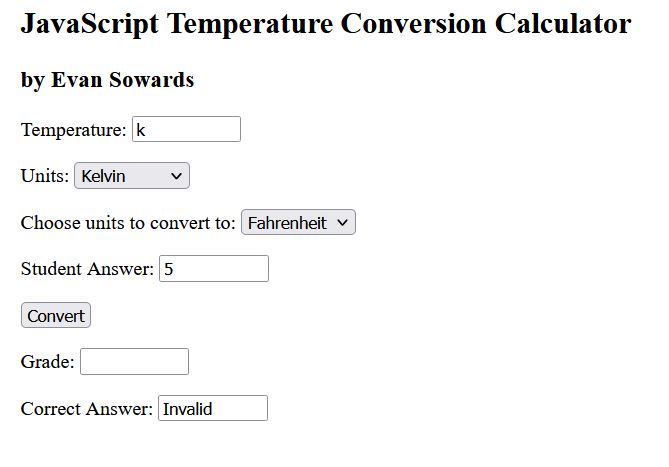 JavaScript Temperature Conversion Calculator
by Evan Sowards
Temperature: k
Units: Kelvin
Choose units to convert to: Fahrenheit
Student Answer: 5
Convert
Grade:
Correct Answer: Invalid